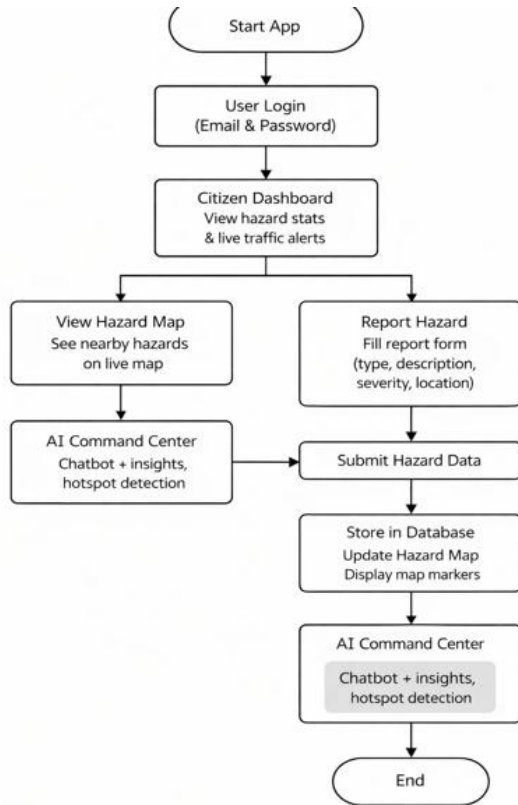 Start App
User Login
(Email & Password)
Citizen Dashboard
View hazard stats
& live traffic alerts
View Hazard Map
See nearby hazards
on live map
Report Hazard
Fill report form
(type, description,
severity, location)
AI Command Center
Chatbot + insights,
hotspot detection
Submit Hazard Data
Store in Database
Update Hazard Map
Display map markers
AI Command Center
Chatbot + insights,
hotspot detection
End